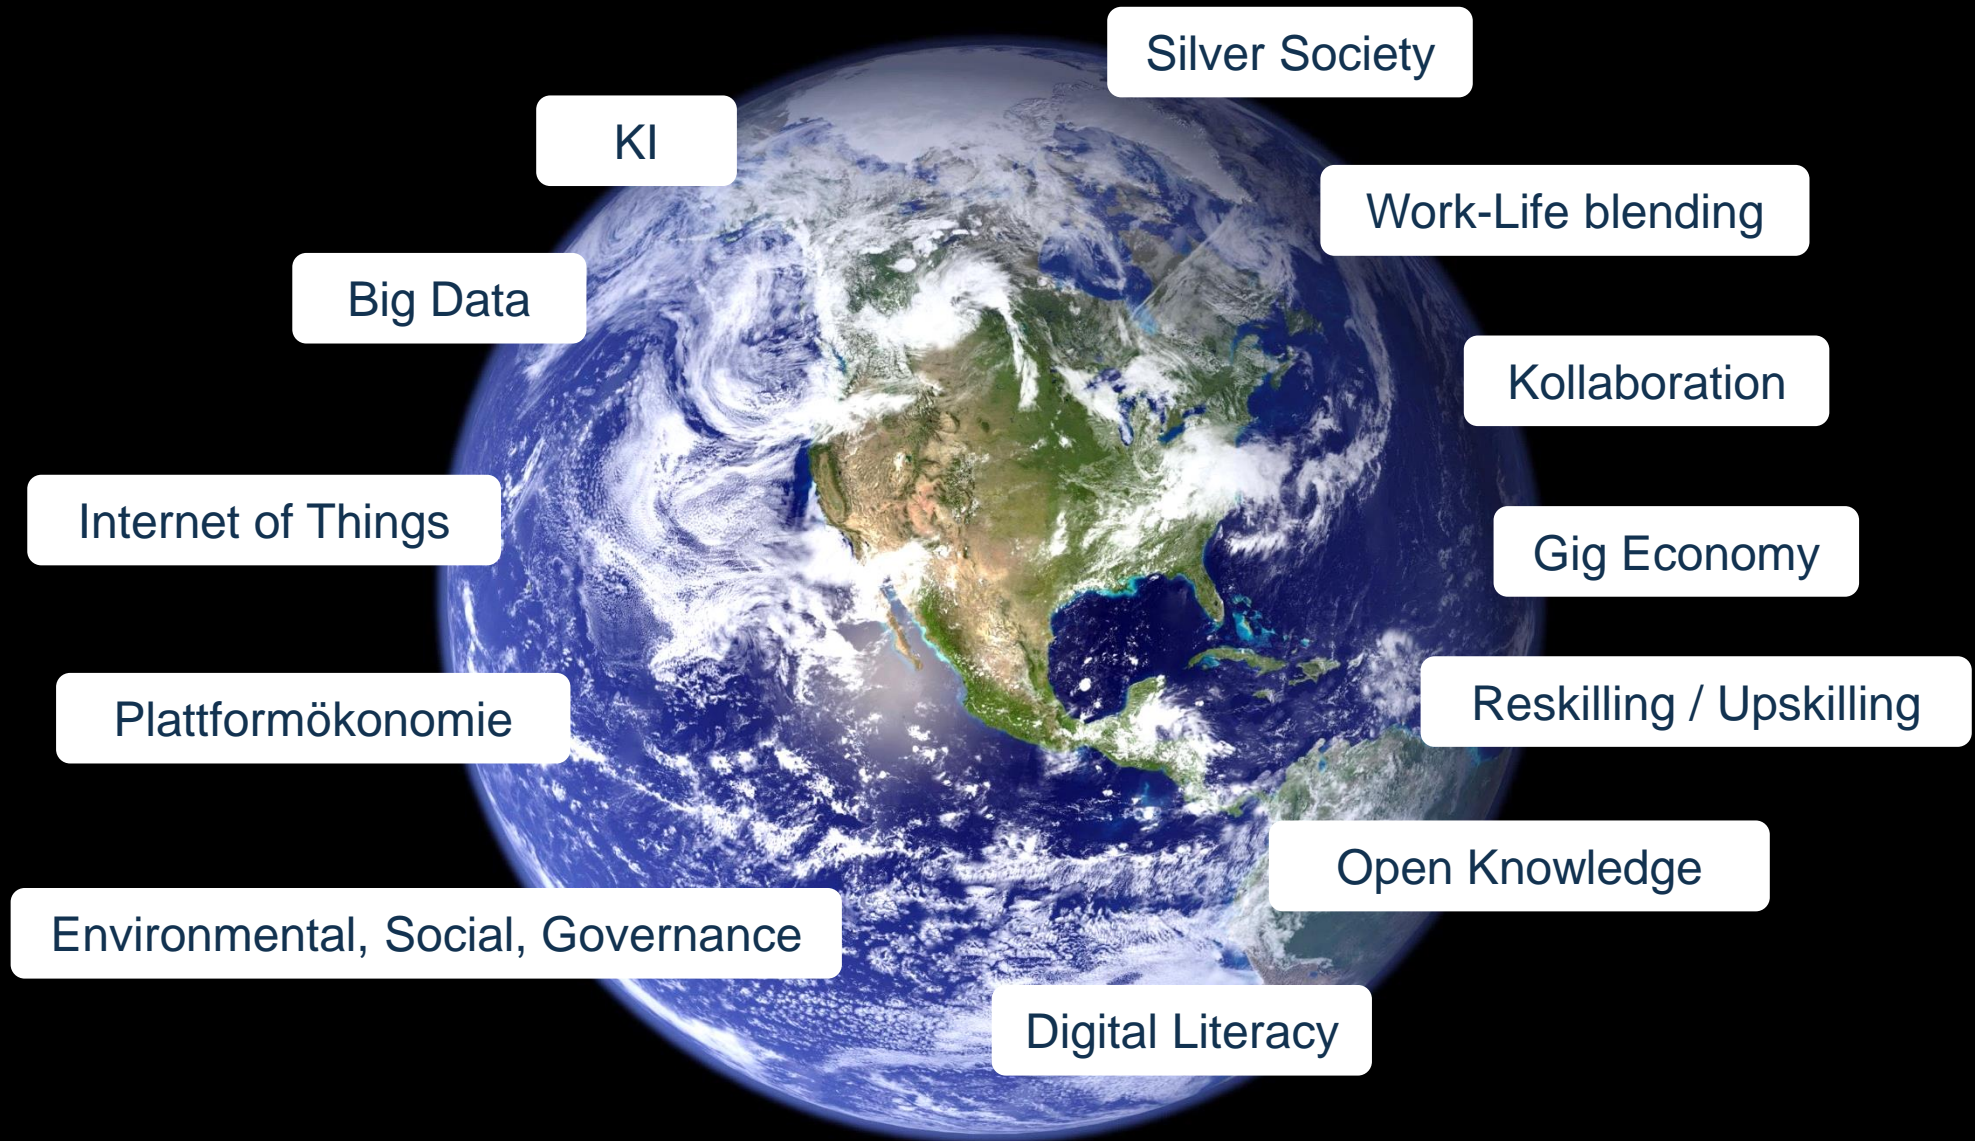 Silver Society
KI
Work-Life blending
Big Data
Kollaboration
Internet of Things
Gig Economy
Reskilling / Upskilling
Plattformökonomie
Open Knowledge
Environmental, Social, Governance
Digital Literacy